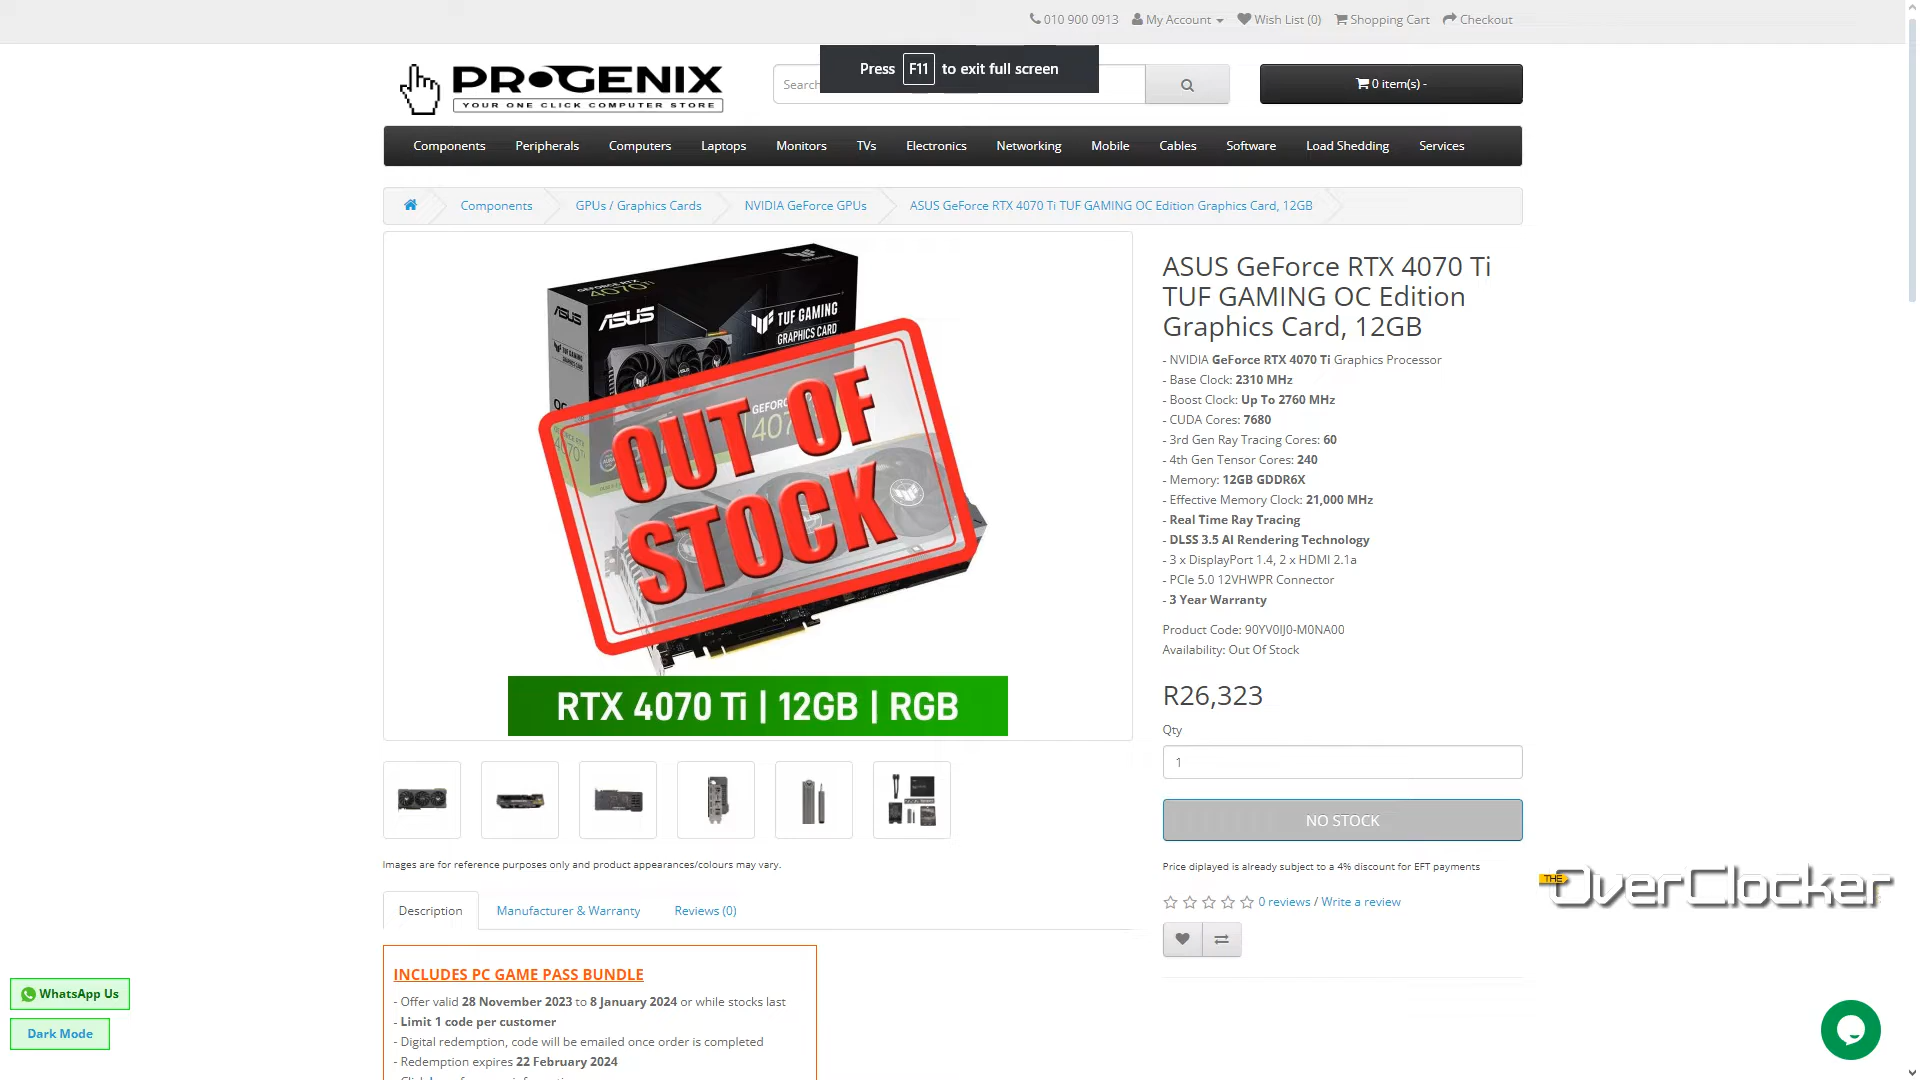 010 900 0913 My Account Wish List (0) Shopping Cart Checkout
PROGENIX
YOUR ONE CLICK COMPUTER STORE
Search
Press F11 to exit full screen
0 item(s) -
Components Peripherals Computers Laptops Monitors TVs Electronics Networking Mobile Cables Software Load Shedding Services
Components GPUs / Graphics Cards NVIDIA GeForce GPUs ASUS GeForce RTX 4070 Ti TUF GAMING OC Edition Graphics Card, 12GB
GEFORCE RTX
4070 Ti
ASUS
ASUS
TUF GAMING
GRAPHICS CARD
OUT OF
STOCK
RTX 4070 Ti | 12GB | RGB
ASUS GeForce RTX 4070 Ti
TUF GAMING OC Edition
Graphics Card, 12GB
- NVIDIA GeForce RTX 4070 Ti Graphics Processor
- Base Clock: 2310 MHz
- Boost Clock: Up To 2760 MHz
- CUDA Cores: 7680
- 3rd Gen Ray Tracing Cores: 60
- 4th Gen Tensor Cores: 240
- Memory: 12GB GDDR6X
- Effective Memory Clock: 21,000 MHz
- Real Time Ray Tracing
- DLSS 3.5 AI Rendering Technology
- 3 x DisplayPort 1.4, 2 x HDMI 2.1a
- PCIe 5.0 12VHWPR Connector
- 3 Year Warranty
Product Code: 90YV0IJ0-M0NA00
Availability: Out Of Stock
R26,323
Qty
1
NO STOCK
Price diplayed is already subject to a 4% discount for EFT payments
0 reviews / Write a review
Images are for reference purposes only and product appearances/colours may vary.
Description Manufacturer & Warranty Reviews (0)
INCLUDES PC GAME PASS BUNDLE
- Offer valid 28 November 2023 to 8 January 2024 or while stocks last
- Limit 1 code per customer
- Digital redemption, code will be emailed once order is completed
- Redemption expires 22 February 2024
WhatsApp Us
Dark Mode
THE OverClocker